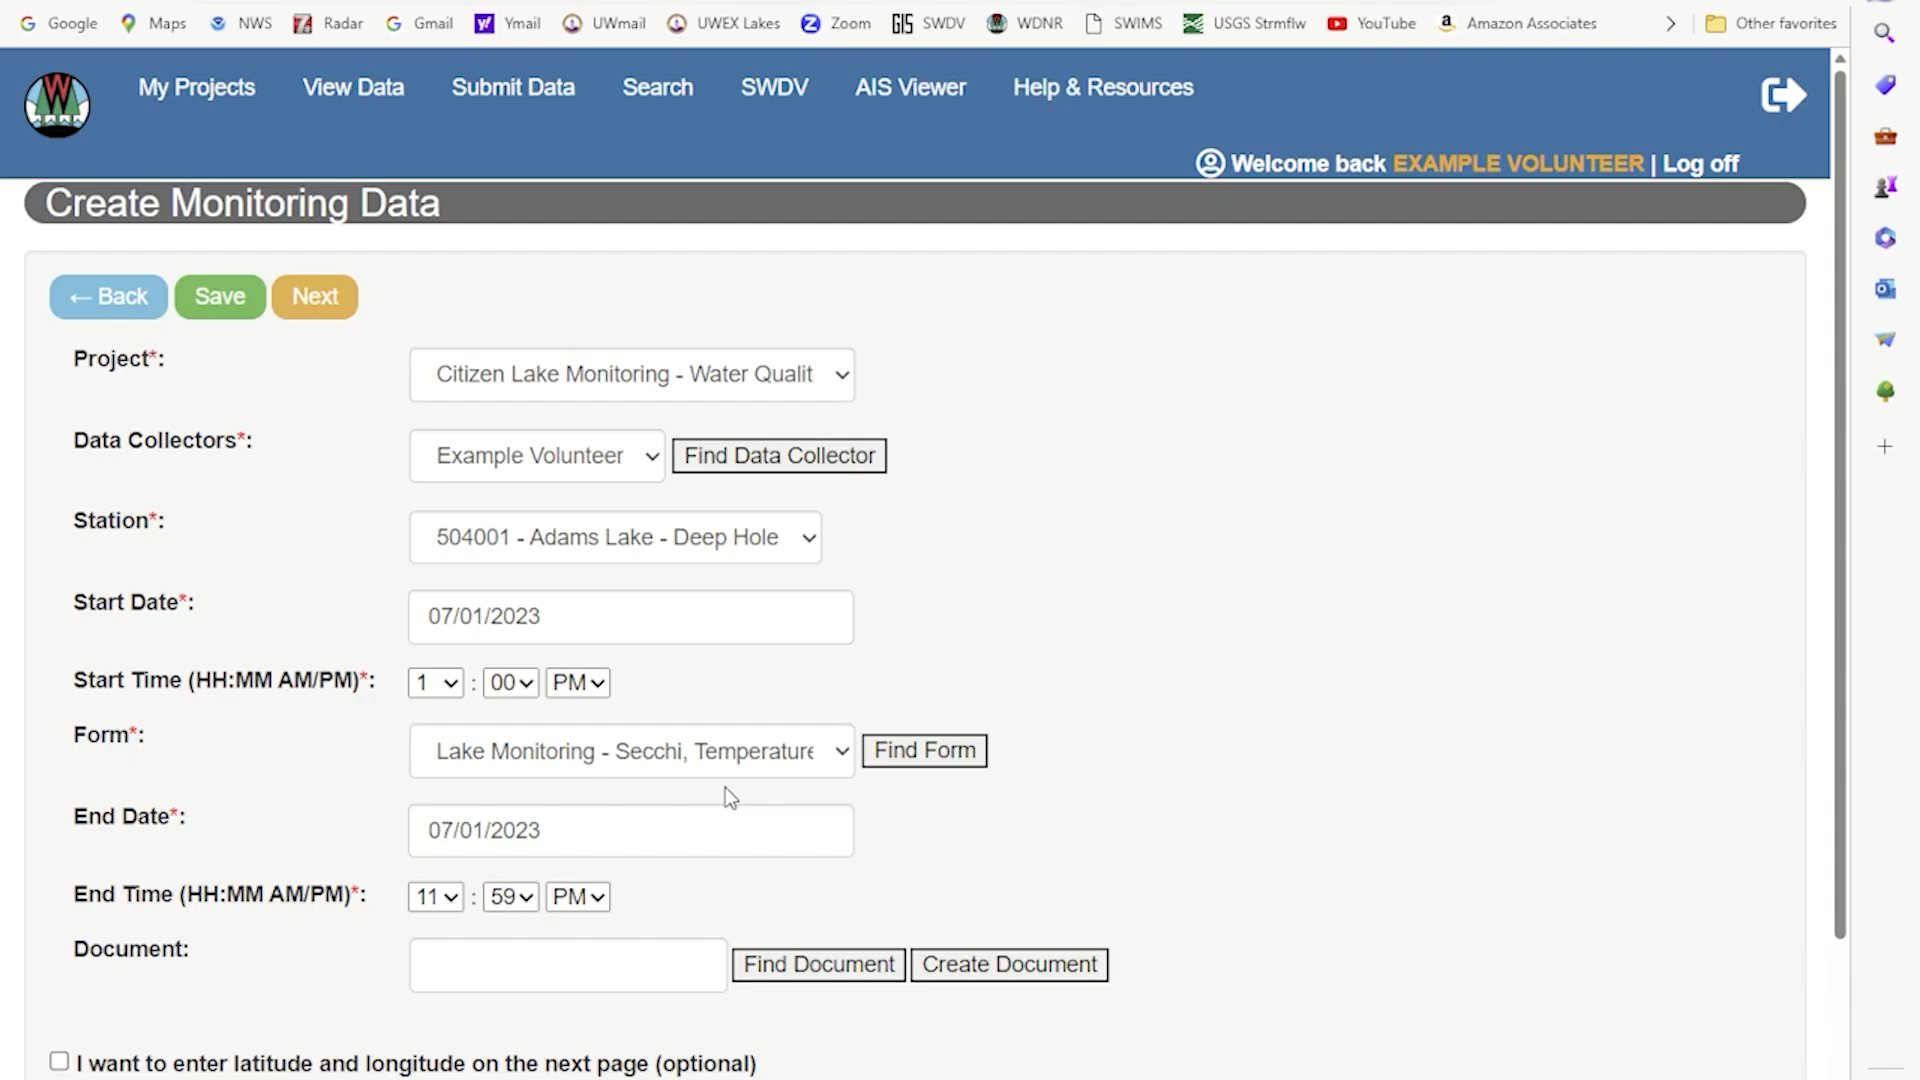 Google Maps NWS Radar Gmail Ymail UWmail UWEX Lakes Zoom GIS SWDV WDNR SWIMS USGS Strmflw YouTube a Amazon Associates Other favorites
My Projects View Data Submit Data Search SWDV AIS Viewer Help & Resources
W
Welcome back EXAMPLE VOLUNTEER | Log off
Create Monitoring Data
← Back Save Next
Project*: Citizen Lake Monitoring - Water Qualit
Data Collectors*: Example Volunteer Find Data Collector
Station*: 504001 - Adams Lake - Deep Hole
Start Date*: 07/01/2023
Start Time (HH:MM AM/PM)*: 1 : 00 PM
Form*: Lake Monitoring - Secchi, Temperature Find Form
End Date*: 07/01/2023
End Time (HH:MM AM/PM)*: 11 : 59 PM
Document: Find Document Create Document
I want to enter latitude and longitude on the next page (optional)